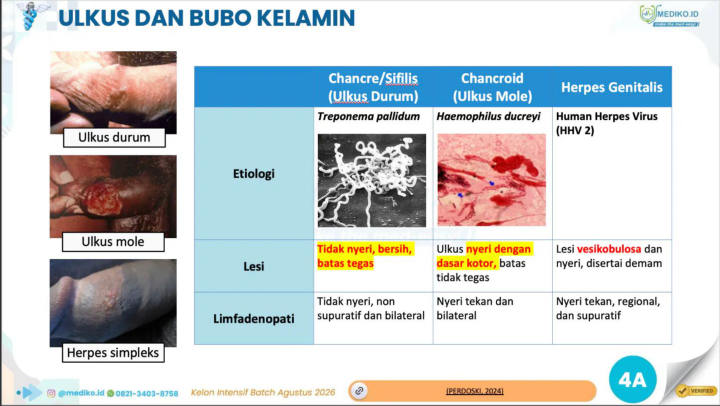 ULKUS DAN BUBO KELAMIN
MEDIKO.ID
Ulkus durum
Ulkus mole
Herpes simpleks
Chancre/Sifilis
(Ulkus Durum)
Chancroid
(Ulkus Mole)
Herpes Genitalis
Etiologi
Treponema pallidum
Haemophilus ducreyi
Human Herpes Virus
(HHV 2)
Lesi
Tidak nyeri, bersih,
batas tegas
Ulkus nyeri dengan
dasar kotor, batas
tidak tegas
Lesi vesikobulosa dan
nyeri, disertai demam
Limfadenopati
Tidak nyeri, non
supuratif dan bilateral
Nyeri tekan dan
bilateral
Nyeri tekan, regional,
dan supuratif
@mediko.id 0821-3403-8758
Kelon Intensif Batch Agustus 2026
(PERDOSKI, 2024)
4A
VERIFIED